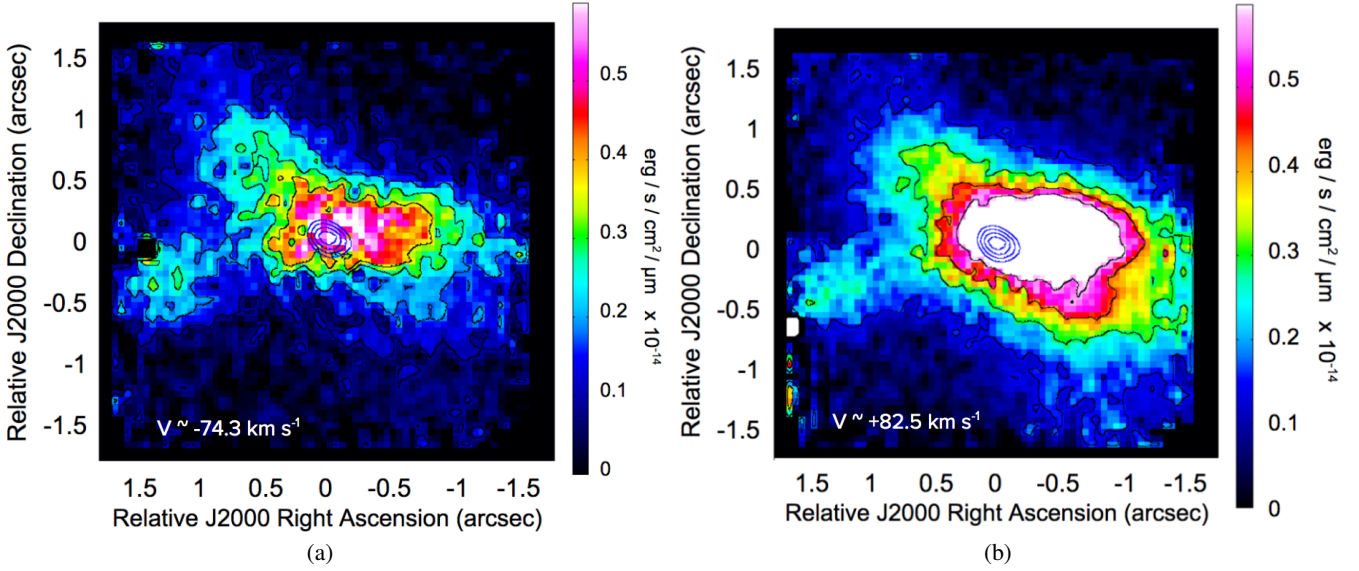 Relative J2000 Declination (arcsec)
1.5
1
0.5
0
-0.5
-1
-1.5
V ~ -74.3 km s⁻¹
1.5 1 0.5 0 -0.5 -1 -1.5
Relative J2000 Right Ascension (arcsec)
0.5
0.4
0.3
0.2
0.1
0
erg / s / cm² / μm x 10⁻¹⁴
(a)
Relative J2000 Declination (arcsec)
1.5
1
0.5
0
-0.5
-1
-1.5
V ~ +82.5 km s⁻¹
1.5 1 0.5 0 -0.5 -1 -1.5
Relative J2000 Right Ascension (arcsec)
0.5
0.4
0.3
0.2
0.1
0
erg / s / cm² / μm x 10⁻¹⁴
(b)